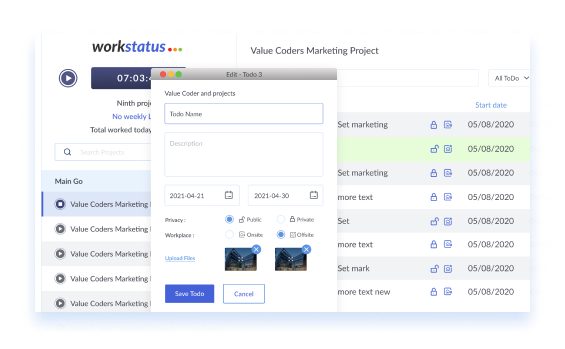 workstatus
Value Coders Marketing Project
07:03:
Edit - Todo 3
All ToDo
Value Coder and projects
Ninth
Start date
No weekly
Todo Name
Total worked today
Set marketing
05/08/2020
Description
Search Projects
05/08/2020
Set marketing
05/08/2020
Main Go
2021-04-21
2021-04-30
more text
05/08/2020
Value Coders Marketing
Privacy :
Public
Private
Set
05/08/2020
Value Coders Marketing
Workplace :
Onsite
Offsite
more text
05/08/2020
Value Coders Marketing
Upload Files
Set mark
05/08/2020
Value Coders Marketing
Save Todo
Cancel
more text new
05/08/2020
Value Coders Marketing